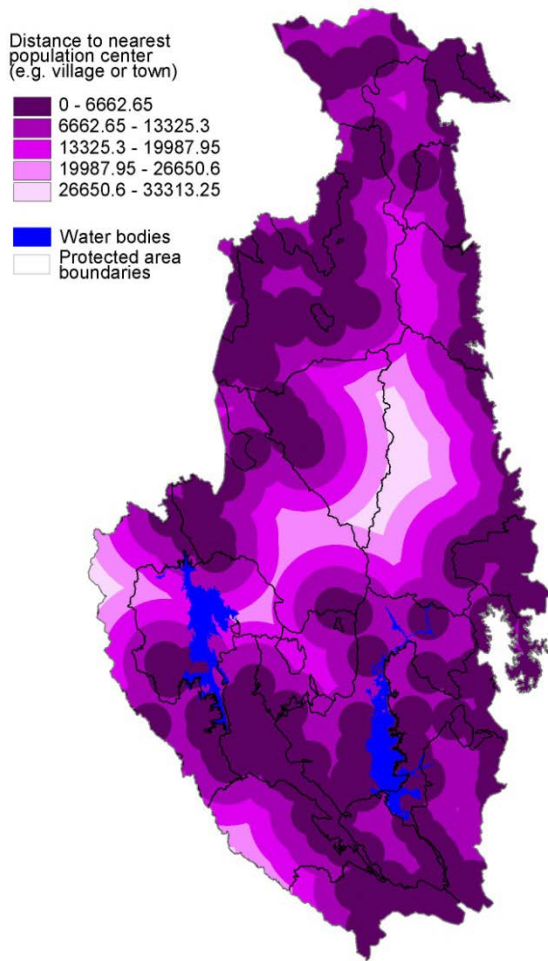 Distance to nearest
population center
(e.g. village or town)
0 - 6662.65
6662.65 - 13325.3
13325.3 - 19987.95
19987.95 - 26650.6
26650.6 - 33313.25
Water bodies
Protected area
boundaries